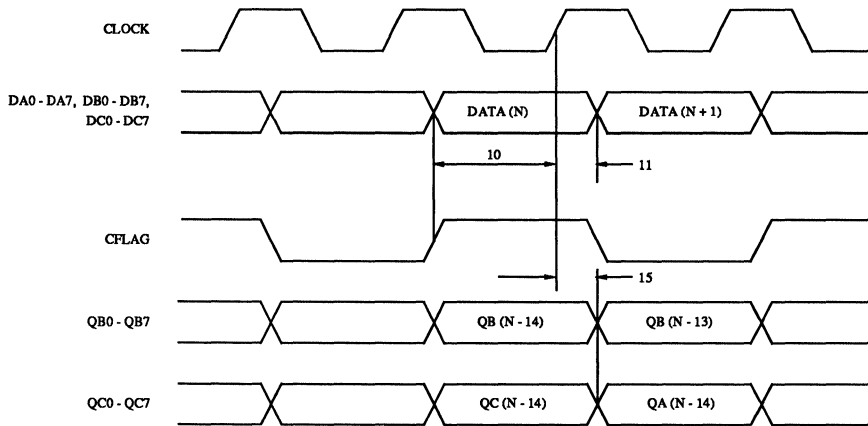 CLOCK
DA0 - DA7, DB0 - DB7,
DC0 - DC7
DATA (N)
DATA (N + 1)
10
11
CFLAG
15
QB0 - QB7
QB (N - 14)
QB (N - 13)
QC0 - QC7
QC (N - 14)
QA (N - 14)